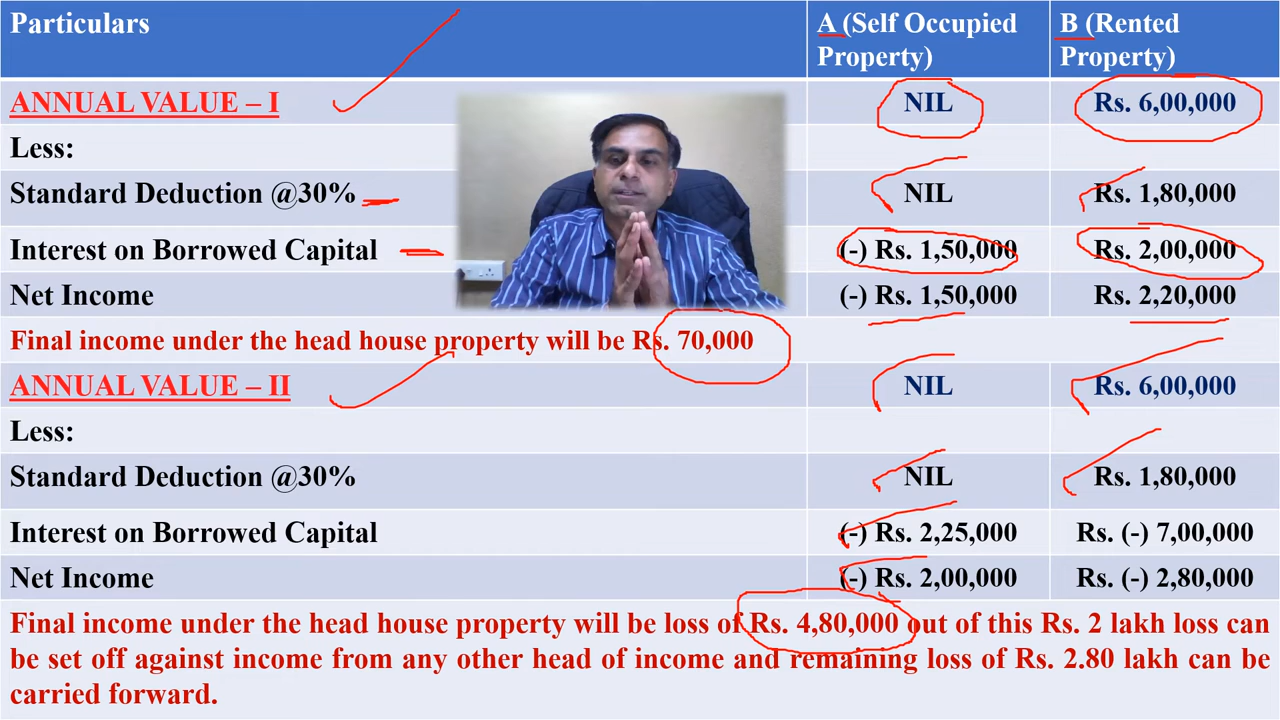 Particulars A (Self Occupied Property) B (Rented Property)
ANNUAL VALUE – I NIL Rs. 6,00,000
Less:
Standard Deduction @30% NIL Rs. 1,80,000
Interest on Borrowed Capital (-) Rs. 1,50,000 Rs. 2,00,000
Net Income (-) Rs. 1,50,000 Rs. 2,20,000
Final income under the head house property will be Rs. 70,000
ANNUAL VALUE – II NIL Rs. 6,00,000
Less:
Standard Deduction @30% NIL Rs. 1,80,000
Interest on Borrowed Capital (-) Rs. 2,25,000 Rs. (-) 7,00,000
Net Income (-) Rs. 2,00,000 Rs. (-) 2,80,000
Final income under the head house property will be loss of Rs. 4,80,000 out of this Rs. 2 lakh loss can
be set off against income from any other head of income and remaining loss of Rs. 2.80 lakh can be
carried forward.